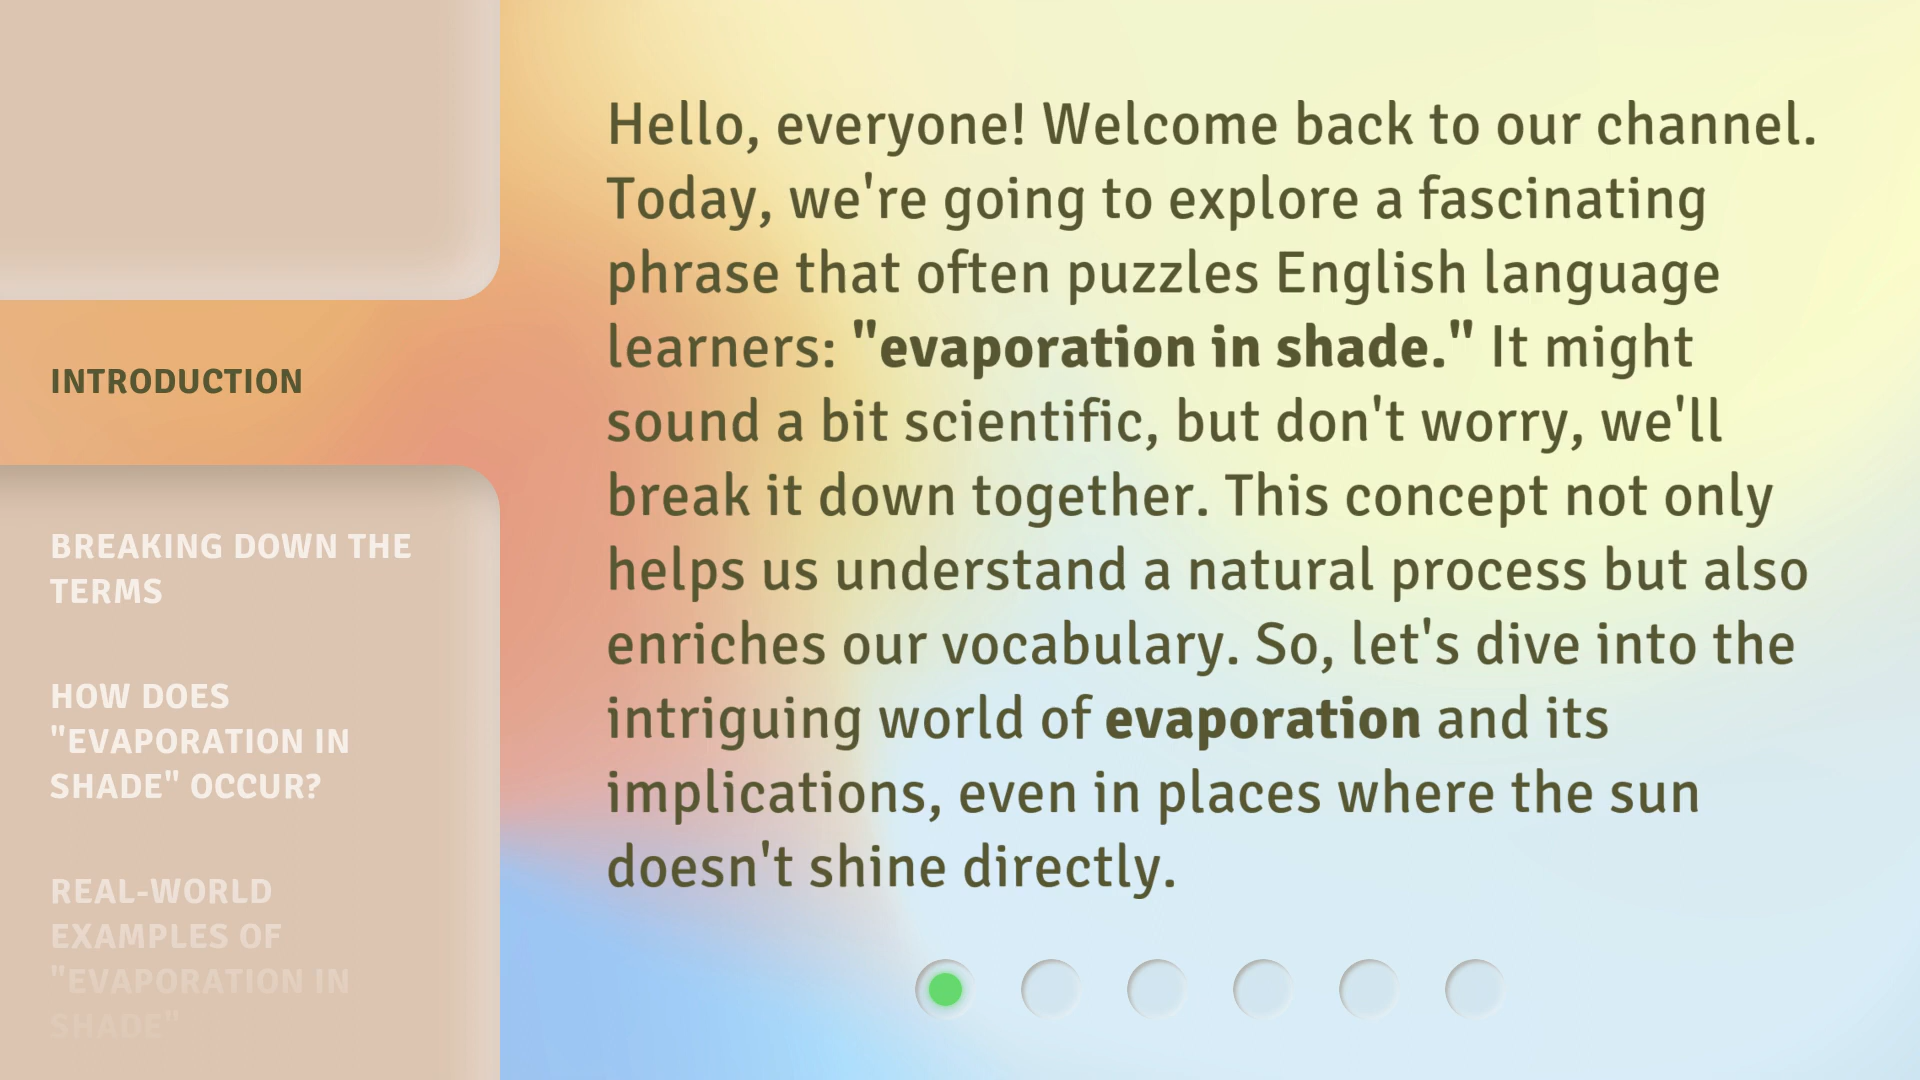 INTRODUCTION
BREAKING DOWN THE
TERMS
HOW DOES
"EVAPORATION IN
SHADE" OCCUR?
REAL-WORLD
EXAMPLES OF
"EVAPORATION IN
SHADE"
Hello, everyone! Welcome back to our channel.
Today, we're going to explore a fascinating
phrase that often puzzles English language
learners: "evaporation in shade." It might
sound a bit scientific, but don't worry, we'll
break it down together. This concept not only
helps us understand a natural process but also
enriches our vocabulary. So, let's dive into the
intriguing world of evaporation and its
implications, even in places where the sun
doesn't shine directly.